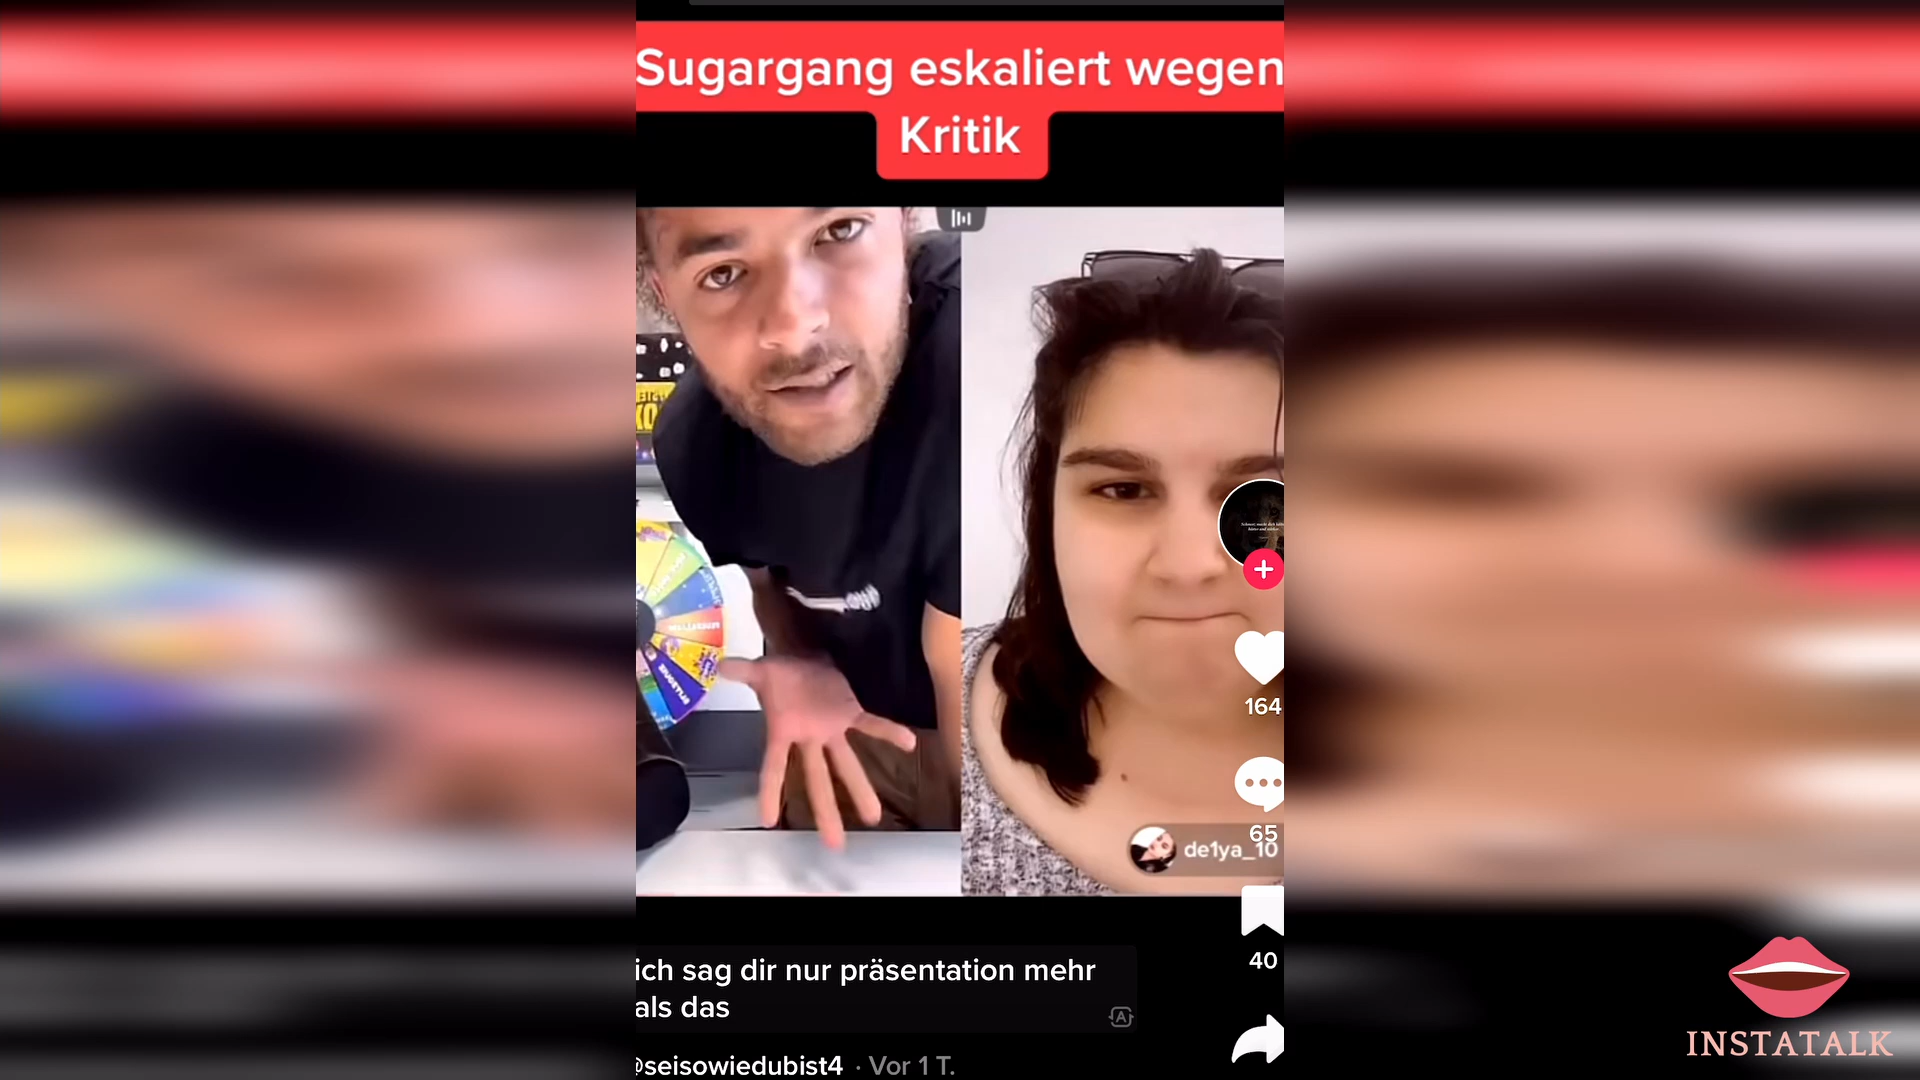 Sugargang eskaliert wegen
Kritik
164
65
de1ya_10
40
ich sag dir nur präsentation mehr
als das
@seisowiedubist4 · Vor 1 T.
INSTATALK